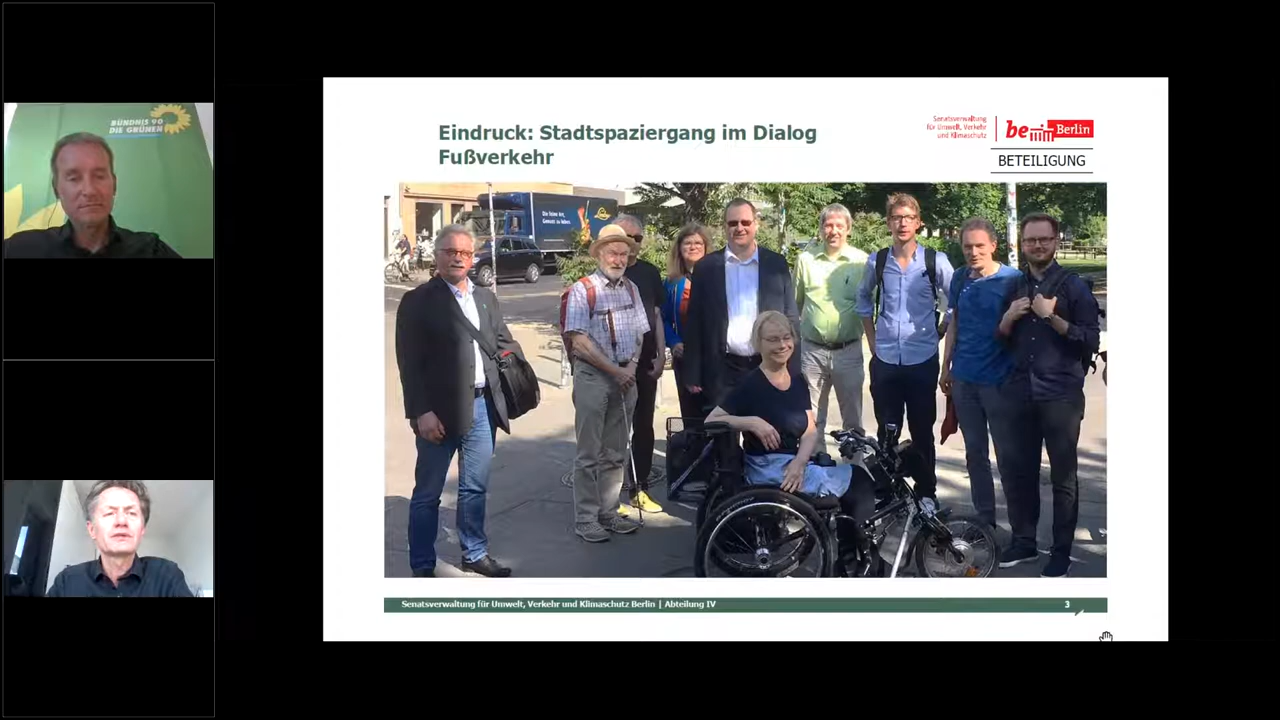 BÜNDNIS 90
DIE GRÜNEN
Eindruck: Stadtspaziergang im Dialog
Fußverkehr
Senatsverwaltung
für Umwelt, Verkehr
und Klimaschutz
be Berlin
BETEILIGUNG
Senatsverwaltung für Umwelt, Verkehr und Klimaschutz Berlin | Abteilung IV
3